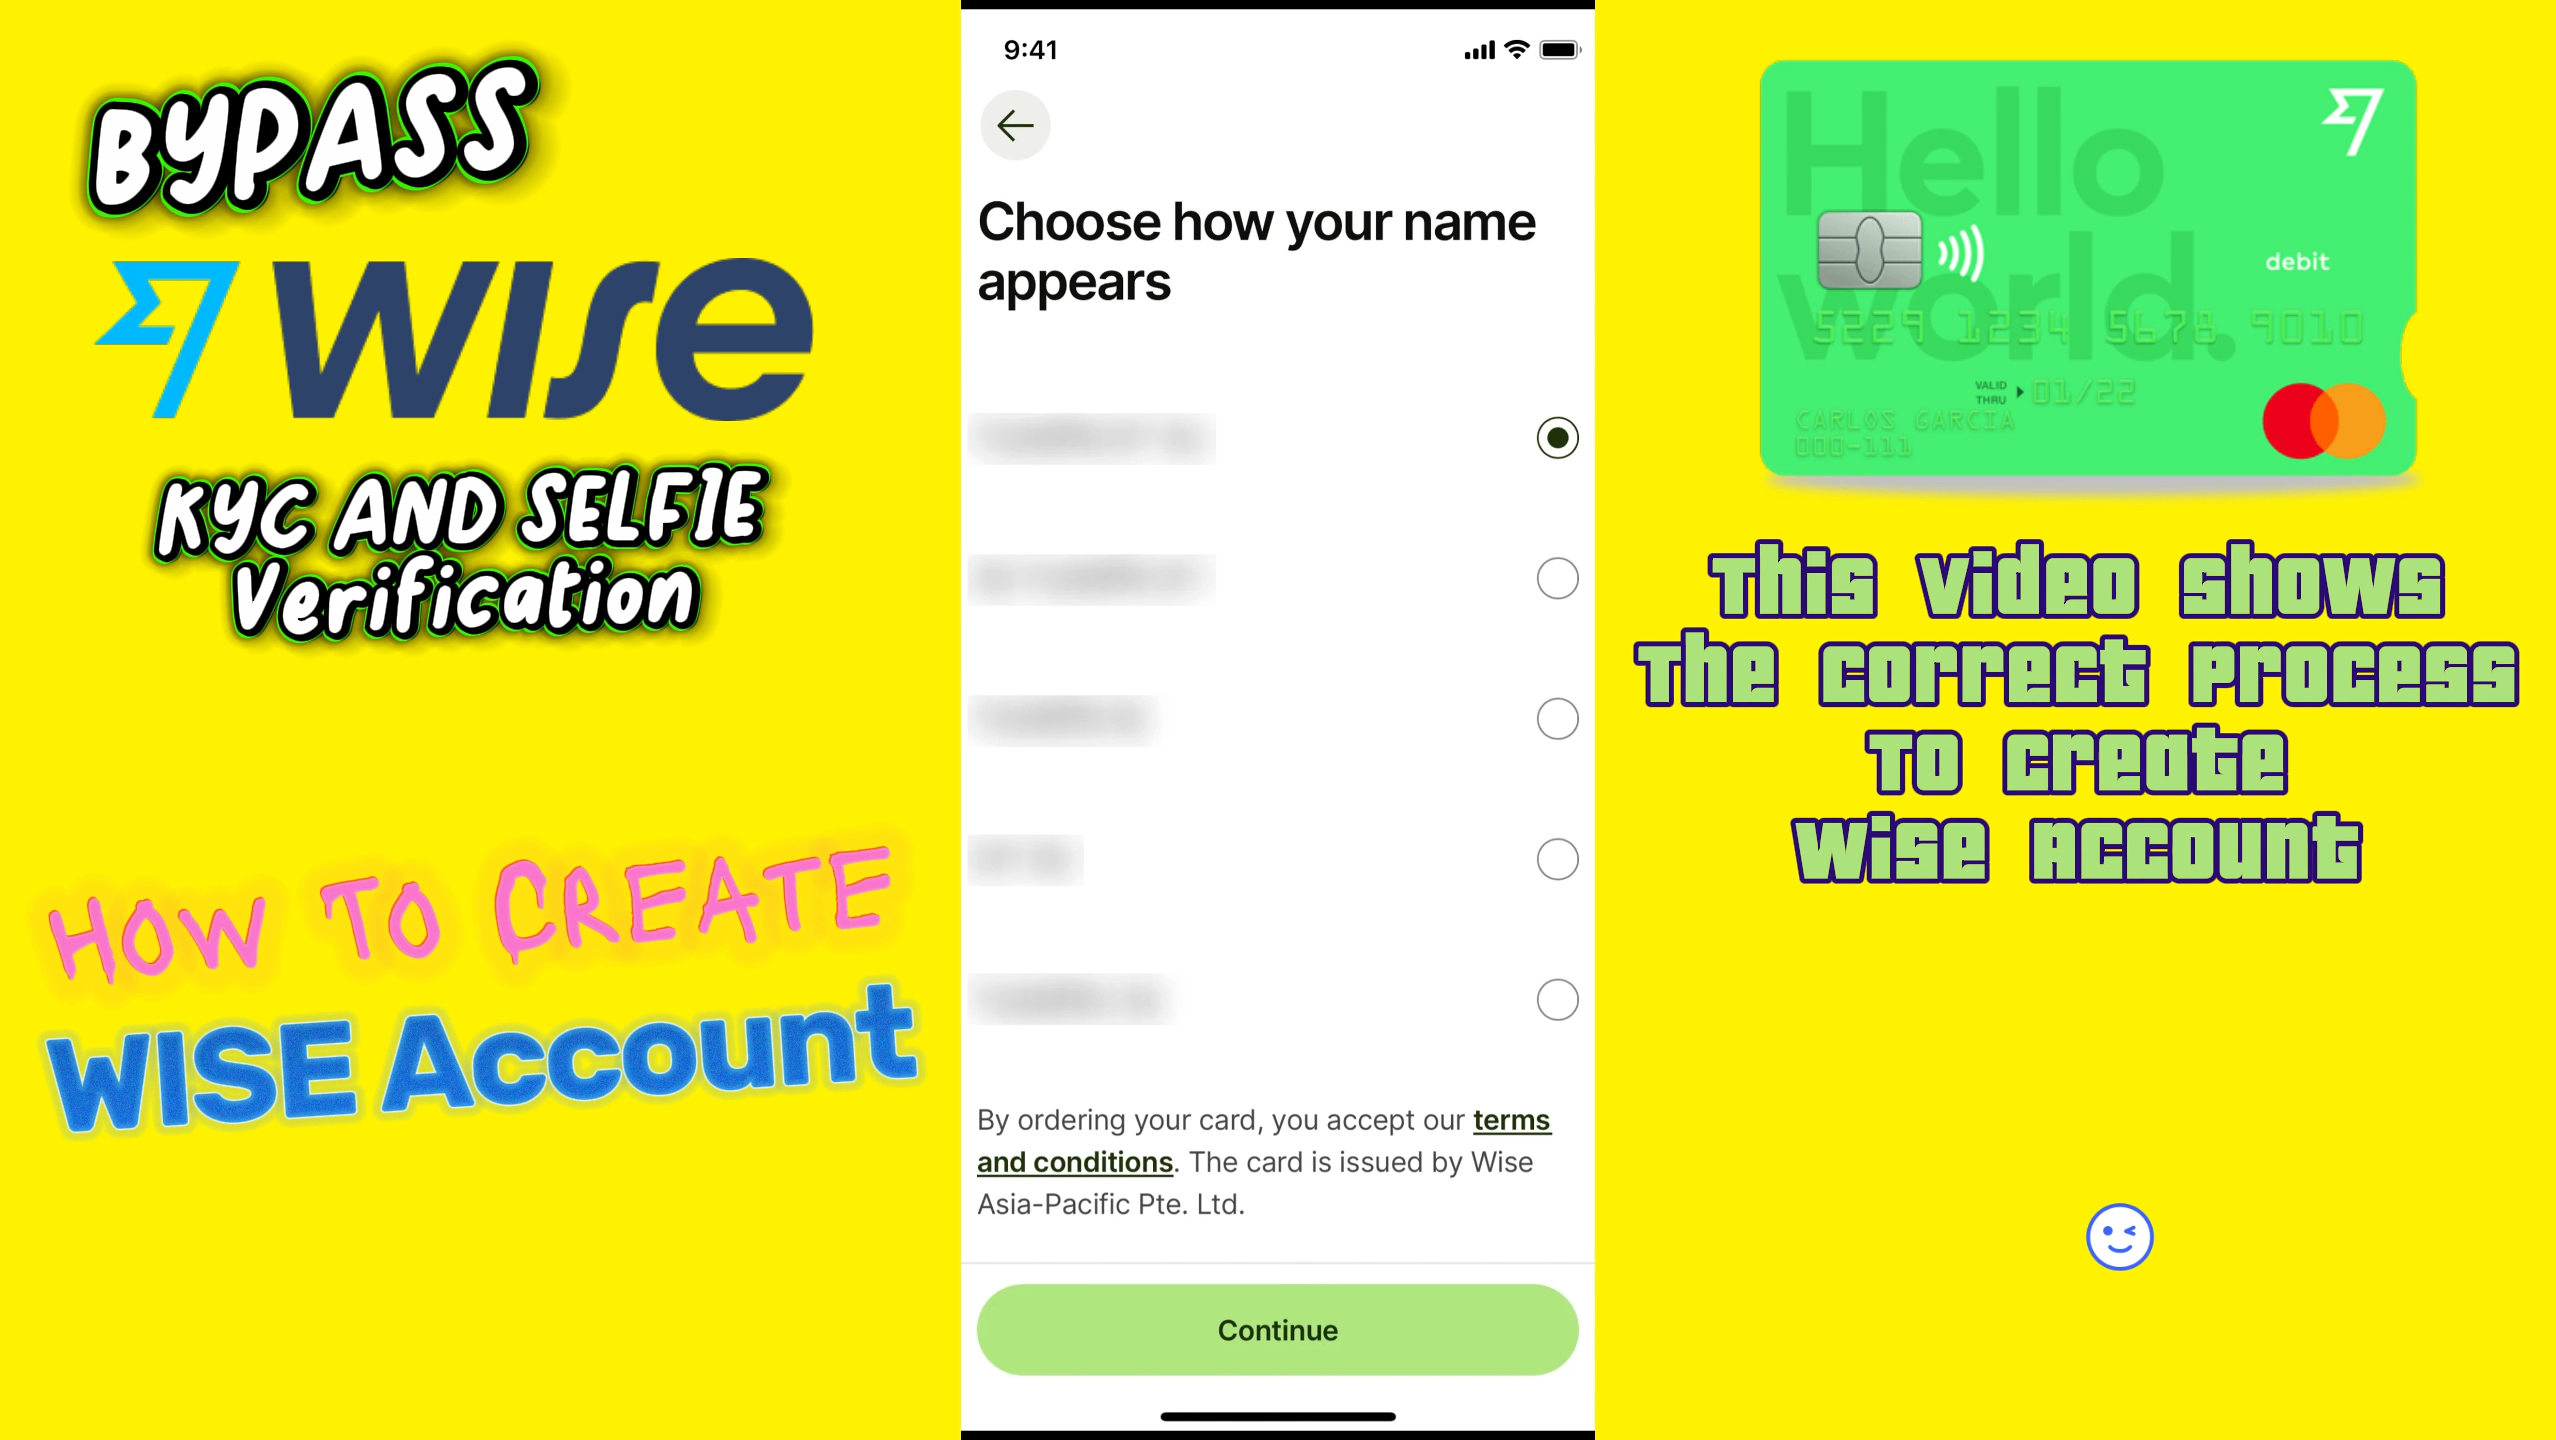 BYPASS
wise
KYC AND SELFIE
Verification
HOW TO CREATE
WISE Account
9:41
Choose how your name
appears
By ordering your card, you accept our terms
and conditions. The card is issued by Wise
Asia-Pacific Pte. Ltd.
Continue
Hello
world.
debit
5229 1234 5678 9010
VALID
THRU
01/22
CARLOS GARCIA
000-111
This Video shows
The correct process
To create
Wise Account